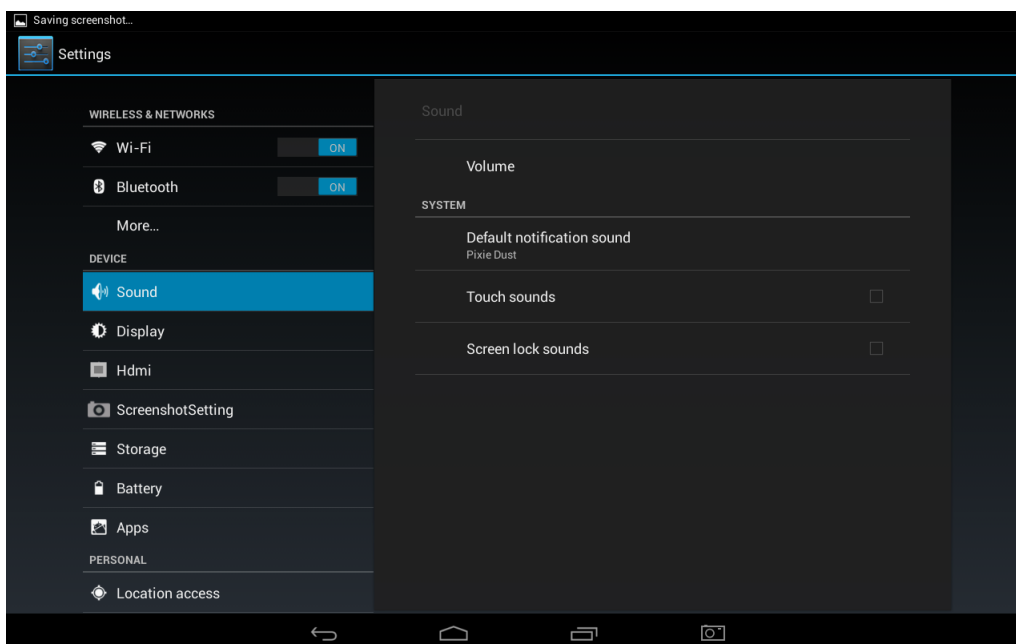 Saving screenshot...
Settings
WIRELESS & NETWORKS
Wi-Fi ON
Bluetooth ON
More...
DEVICE
Sound
Display
Hdmi
ScreenshotSetting
Storage
Battery
Apps
PERSONAL
Location access
Sound
Volume
SYSTEM
Default notification sound
Pixie Dust
Touch sounds
Screen lock sounds